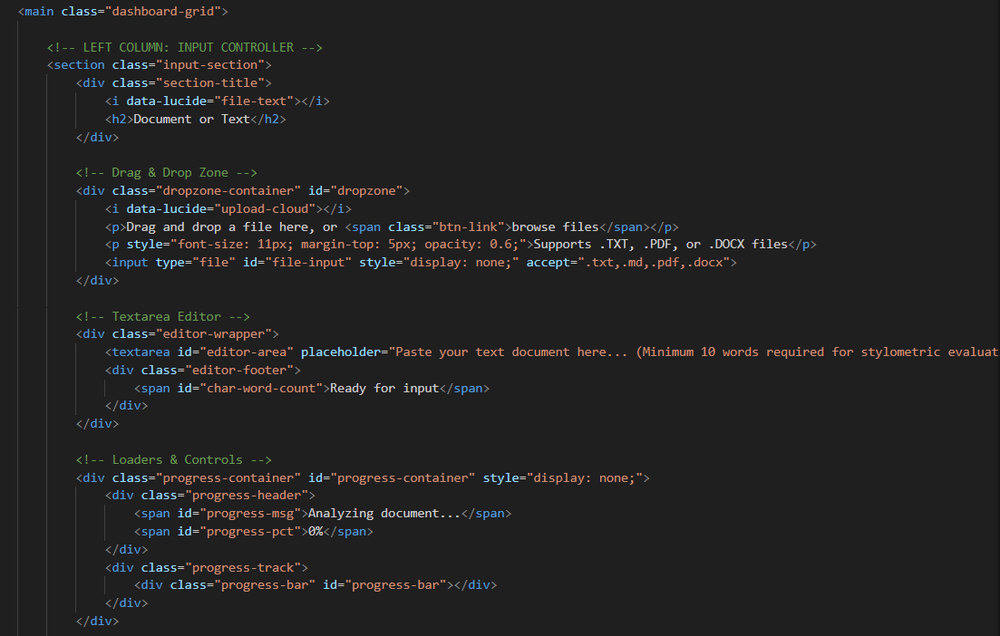 <main class="dashboard-grid">
<!-- LEFT COLUMN: INPUT CONTROLLER -->
<section class="input-section">
<div class="section-title">
<i data-lucide="file-text"></i>
<h2>Document or Text</h2>
</div>
<!-- Drag & Drop Zone -->
<div class="dropzone-container" id="dropzone">
<i data-lucide="upload-cloud"></i>
<p>Drag and drop a file here, or <span class="btn-link">browse files</span></p>
<p style="font-size: 11px; margin-top: 5px; opacity: 0.6;">Supports .TXT, .PDF, or .DOCX files</p>
<input type="file" id="file-input" style="display: none;" accept=".txt,.md,.pdf,.docx">
</div>
<!-- Textarea Editor -->
<div class="editor-wrapper">
<textarea id="editor-area" placeholder="Paste your text document here... (Minimum 10 words required for stylometric evaluat
<div class="editor-footer">
<span id="char-word-count">Ready for input</span>
</div>
</div>
<!-- Loaders & Controls -->
<div class="progress-container" id="progress-container" style="display: none;">
<div class="progress-header">
<span id="progress-msg">Analyzing document...</span>
<span id="progress-pct">0%</span>
</div>
<div class="progress-track">
<div class="progress-bar" id="progress-bar"></div>
</div>
</div>